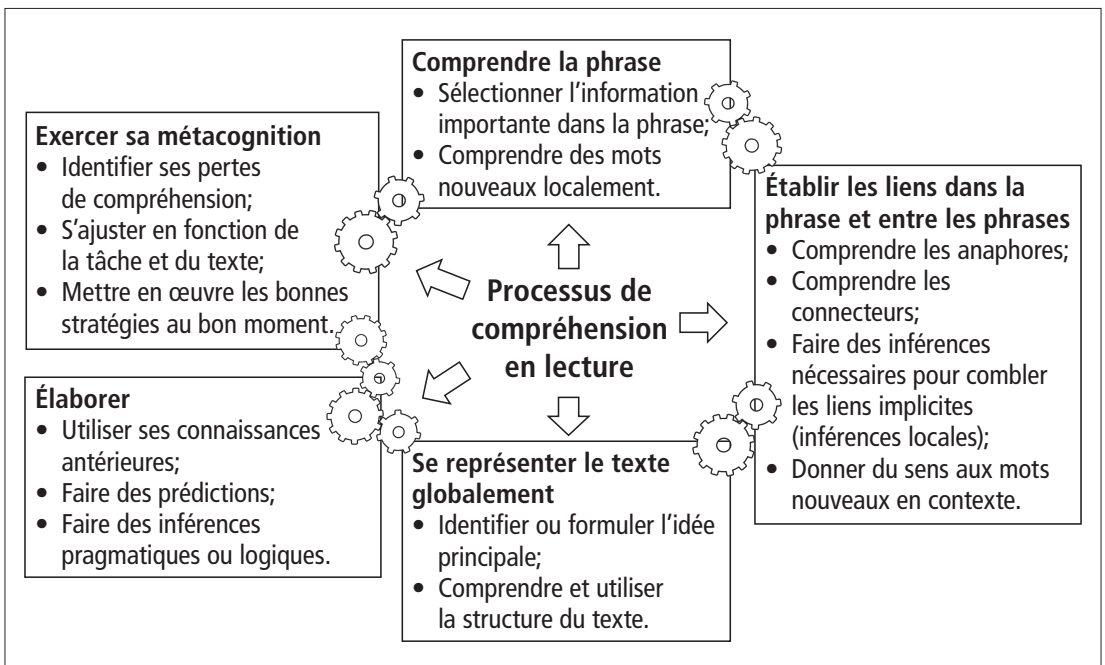 Comprendre la phrase
• Sélectionner l'information
importante dans la phrase;
• Comprendre des mots
nouveaux localement.
Exercer sa métacognition
• Identifier ses pertes
de compréhension;
• S'ajuster en fonction de
la tâche et du texte;
• Mettre en œuvre les bonnes
stratégies au bon moment.
Établir les liens dans la
phrase et entre les phrases
• Comprendre les anaphores;
• Comprendre les
connecteurs;
• Faire des inférences
nécessaires pour combler
les liens implicites
(inférences locales);
• Donner du sens aux mots
nouveaux en contexte.
Processus de
compréhension
en lecture
Élaborer
• Utiliser ses connaissances
antérieures;
• Faire des prédictions;
• Faire des inférences
pragmatiques ou logiques.
Se représenter le texte
globalement
• Identifier ou formuler l'idée
principale;
• Comprendre et utiliser
la structure du texte.